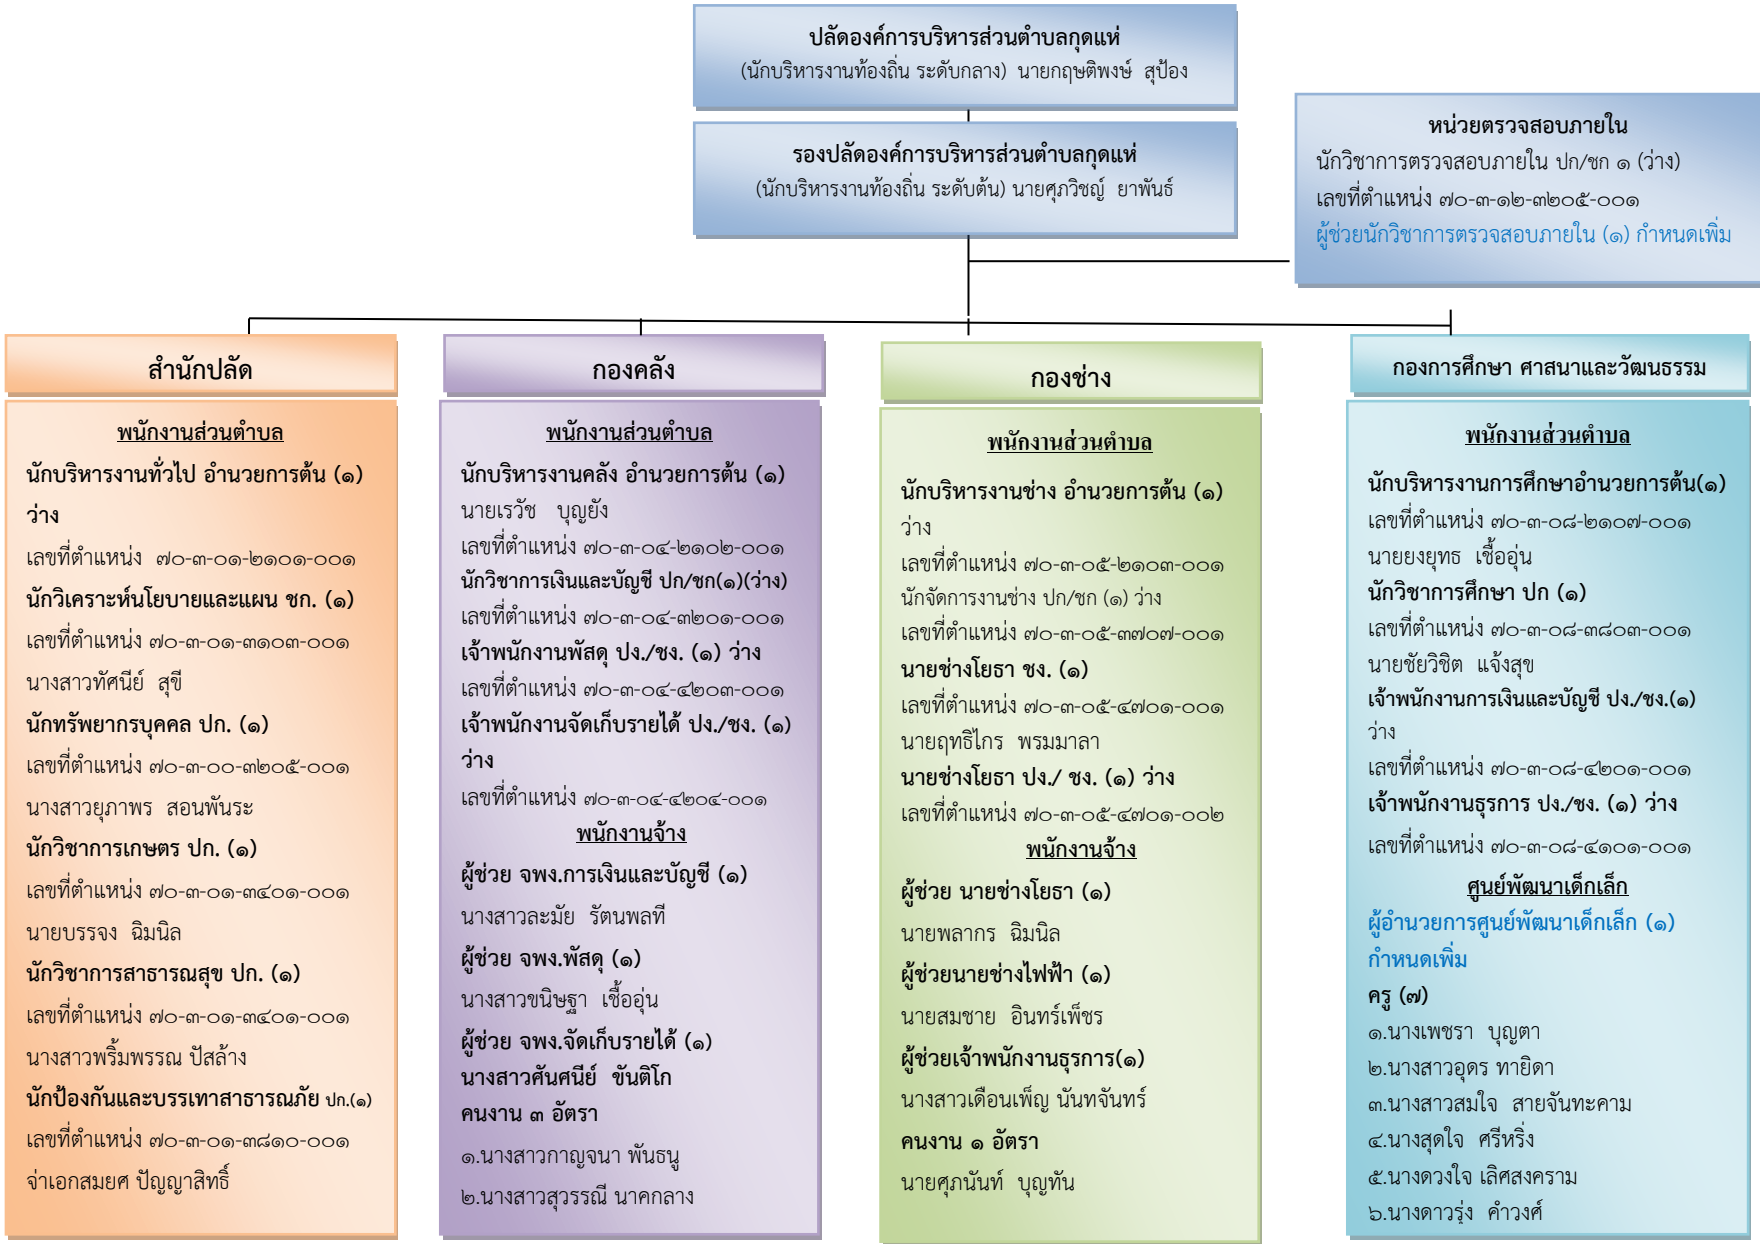 ปลัดองค์การบริหารส่วนตำบลกุดแห่
(นักบริหารงานท้องถิ่น ระดับกลาง) นายกฤษติพงษ์ สุป้อง
รองปลัดองค์การบริหารส่วนตำบลกุดแห่
(นักบริหารงานท้องถิ่น ระดับต้น) นายศุภวิชญ์ ยาพันธ์
หน่วยตรวจสอบภายใน
นักวิชาการตรวจสอบภายใน ปก/ชก ๑ (ว่าง)
เลขที่ตำแหน่ง ๗๐-๓-๑๒-๓๒๐๕-๐๐๑
ผู้ช่วยนักวิชาการตรวจสอบภายใน (๑) กำหนดเพิ่ม
สำนักปลัด
พนักงานส่วนตำบล
นักบริหารงานทั่วไป อำนวยการต้น (๑)
ว่าง
เลขที่ตำแหน่ง ๗๐-๓-๐๑-๒๑๐๑-๐๐๑
นักวิเคราะห์นโยบายและแผน ชก. (๑)
เลขที่ตำแหน่ง ๗๐-๓-๐๑-๓๑๐๓-๐๐๑
นางสาวทัศนีย์ สุขี
นักทรัพยากรบุคคล ปก. (๑)
เลขที่ตำแหน่ง ๗๐-๓-๐๐-๓๒๐๕-๐๐๑
นางสาวยุภาพร สอนพันระ
นักวิชาการเกษตร ปก. (๑)
เลขที่ตำแหน่ง ๗๐-๓-๐๑-๓๔๐๑-๐๐๑
นายบรรจง ฉิมนิล
นักวิชาการสาธารณสุข ปก. (๑)
เลขที่ตำแหน่ง ๗๐-๓-๐๑-๓๔๐๑-๐๐๑
นางสาวพริ้มพรรณ ปัสล้าง
นักป้องกันและบรรเทาสาธารณภัย ปก.(๑)
เลขที่ตำแหน่ง ๗๐-๓-๐๑-๓๘๑๐-๐๐๑
จ่าเอกสมยศ ปัญญาสิทธิ์
กองคลัง
พนักงานส่วนตำบล
นักบริหารงานคลัง อำนวยการต้น (๑)
นายเรวัช บุญยัง
เลขที่ตำแหน่ง ๗๐-๓-๐๔-๒๑๐๒-๐๐๑
นักวิชาการเงินและบัญชี ปก/ชก(๑)(ว่าง)
เลขที่ตำแหน่ง ๗๐-๓-๐๔-๓๒๐๑-๐๐๑
เจ้าพนักงานพัสดุ ปง./ชง. (๑) ว่าง
เลขที่ตำแหน่ง ๗๐-๓-๐๔-๔๒๐๓-๐๐๑
เจ้าพนักงานจัดเก็บรายได้ ปง./ชง. (๑)
ว่าง
เลขที่ตำแหน่ง ๗๐-๓-๐๔-๔๒๐๔-๐๐๑
พนักงานจ้าง
ผู้ช่วย จพง.การเงินและบัญชี (๑)
นางสาวละมัย รัตนพลที
ผู้ช่วย จพง.พัสดุ (๑)
นางสาวขนิษฐา เชื้ออุ่น
ผู้ช่วย จพง.จัดเก็บรายได้ (๑)
นางสาวศันศนีย์ ขันติโก
คนงาน ๓ อัตรา
๑.นางสาวกาญจนา พันธนู
๒.นางสาวสุวรรณี นาคกลาง
กองช่าง
พนักงานส่วนตำบล
นักบริหารงานช่าง อำนวยการต้น (๑)
ว่าง
เลขที่ตำแหน่ง ๗๐-๓-๐๕-๒๑๐๓-๐๐๑
นักจัดการงานช่าง ปก/ชก (๑) ว่าง
เลขที่ตำแหน่ง ๗๐-๓-๐๕-๓๗๐๗-๐๐๑
นายช่างโยธา ชง. (๑)
เลขที่ตำแหน่ง ๗๐-๓-๐๕-๔๗๐๑-๐๐๑
นายฤทธิไกร พรมมาลา
นายช่างโยธา ปง./ ชง. (๑) ว่าง
เลขที่ตำแหน่ง ๗๐-๓-๐๕-๔๗๐๑-๐๐๒
พนักงานจ้าง
ผู้ช่วย นายช่างโยธา (๑)
นายพลากร ฉิมนิล
ผู้ช่วยนายช่างไฟฟ้า (๑)
นายสมชาย อินทร์เพ็ชร
ผู้ช่วยเจ้าพนักงานธุรการ(๑)
นางสาวเดือนเพ็ญ นันทจันทร์
คนงาน ๑ อัตรา
นายศุภนันท์ บุญทัน
กองการศึกษา ศาสนาและวัฒนธรรม
พนักงานส่วนตำบล
นักบริหารงานการศึกษาอำนวยการต้น(๑)
เลขที่ตำแหน่ง ๗๐-๓-๐๘-๒๑๐๗-๐๐๑
นายยงยุทธ เชื้ออุ่น
นักวิชาการศึกษา ปก (๑)
เลขที่ตำแหน่ง ๗๐-๓-๐๘-๓๘๐๓-๐๐๑
นายชัยวิชิต แจ้งสุข
เจ้าพนักงานการเงินและบัญชี ปง./ชง.(๑)
ว่าง
เลขที่ตำแหน่ง ๗๐-๓-๐๘-๔๒๐๑-๐๐๑
เจ้าพนักงานธุรการ ปง./ชง. (๑) ว่าง
เลขที่ตำแหน่ง ๗๐-๓-๐๘-๔๑๐๑-๐๐๑
ศูนย์พัฒนาเด็กเล็ก
ผู้อำนวยการศูนย์พัฒนาเด็กเล็ก (๑)
กำหนดเพิ่ม
ครู (๗)
๑.นางเพชรา บุญตา
๒.นางสาวอุดร ทายิดา
๓.นางสาวสมใจ สายจันทะคาม
๔.นางสุดใจ ศรีหริ่ง
๕.นางดวงใจ เลิศสงคราม
๖.นางดาวรุ่ง คำวงศ์